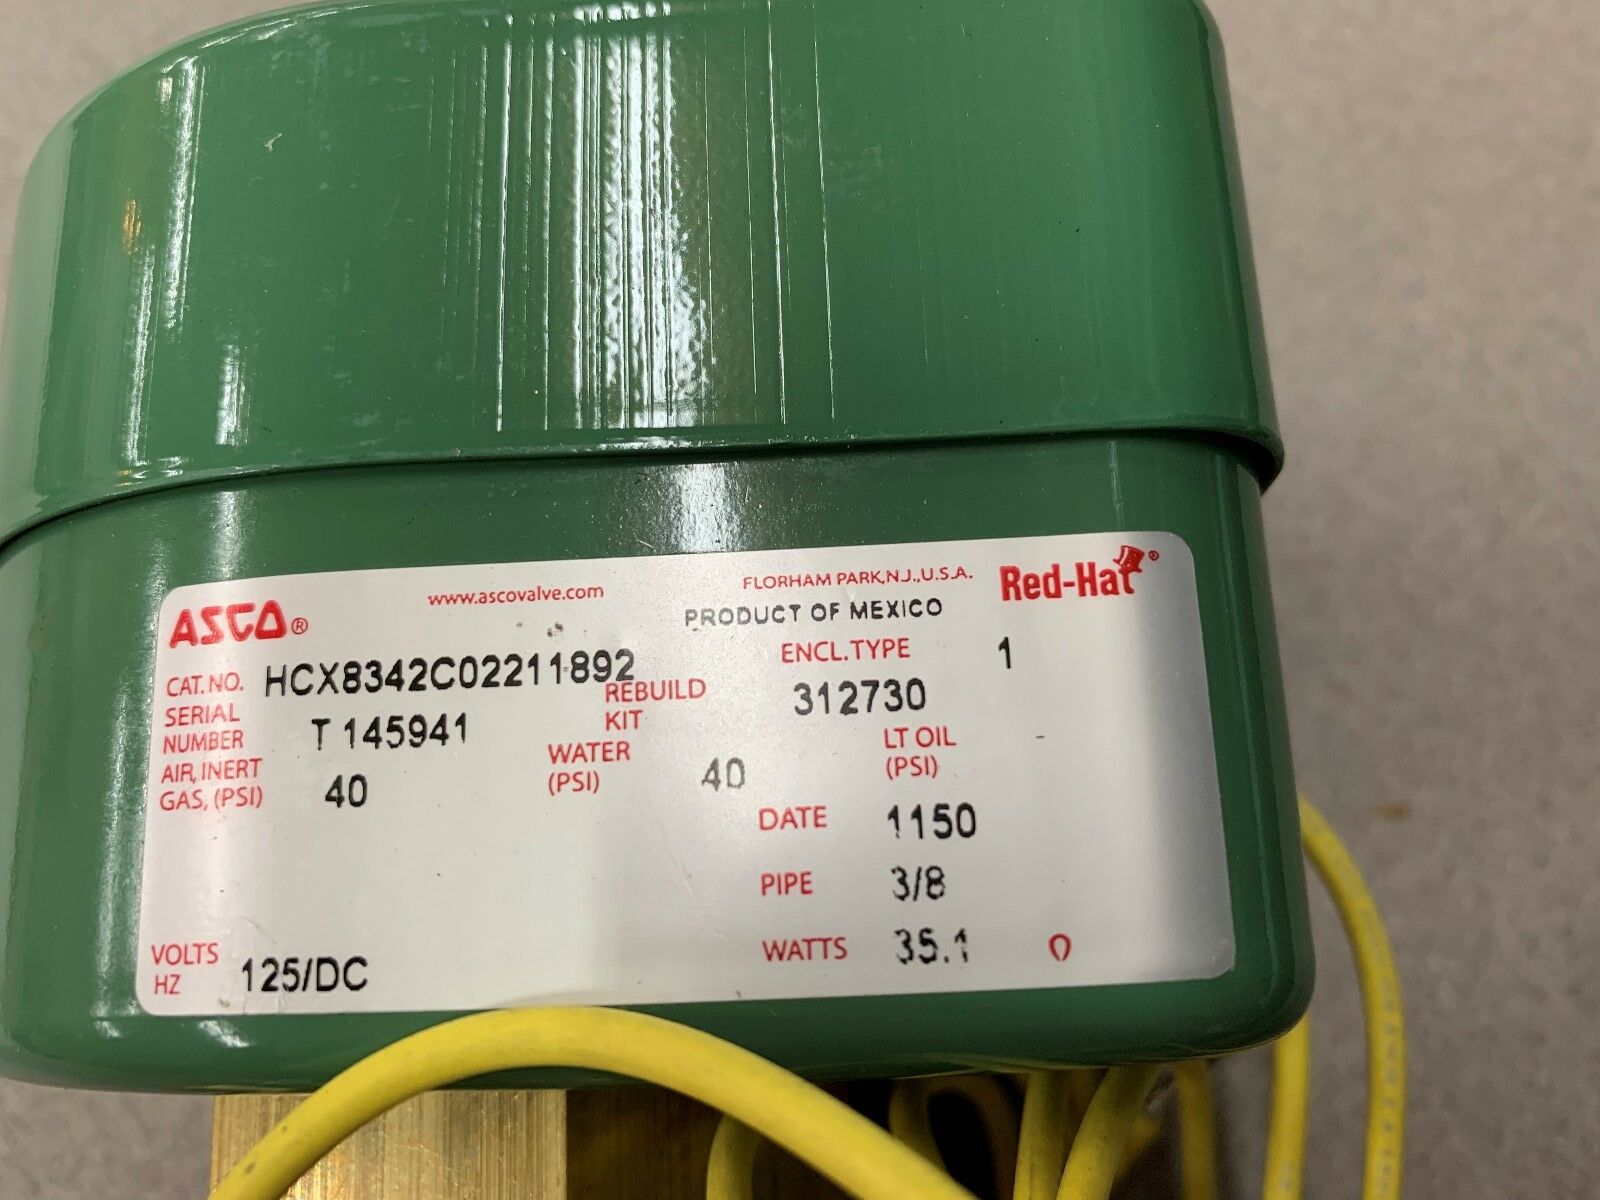 ASCO®
www.ascovalve.com
FLORHAM PARK,N.J.,U.S.A.
PRODUCT OF MEXICO
Red-Hat®
CAT. NO. HCX8342C02211892
ENCL.TYPE 1
SERIAL NUMBER T 145941
REBUILD KIT 312730
AIR, INERT GAS, (PSI) 40
WATER (PSI) 40
LT OIL (PSI) -
DATE 1150
PIPE 3/8
VOLTS HZ 125/DC
WATTS 35.1